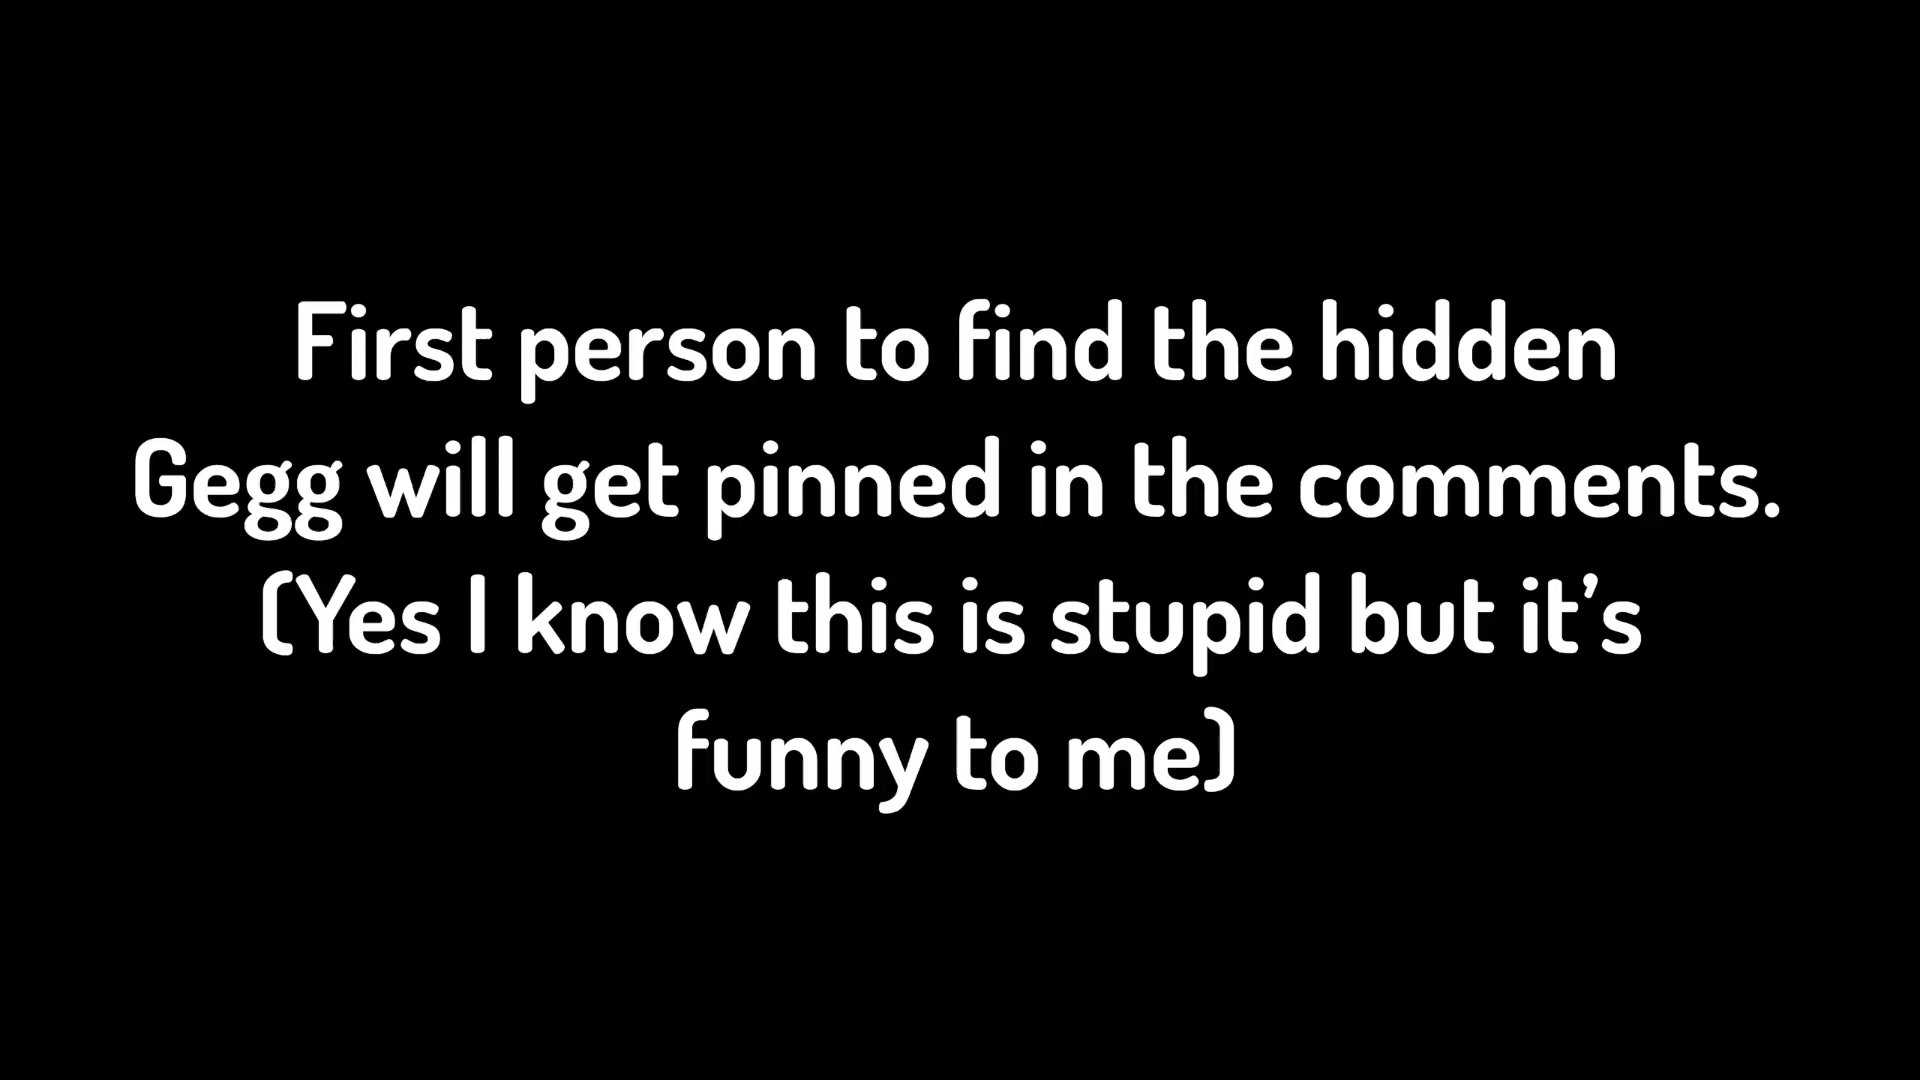 First person to find the hidden
Gegg will get pinned in the comments.
(Yes I know this is stupid but it’s
funny to me)